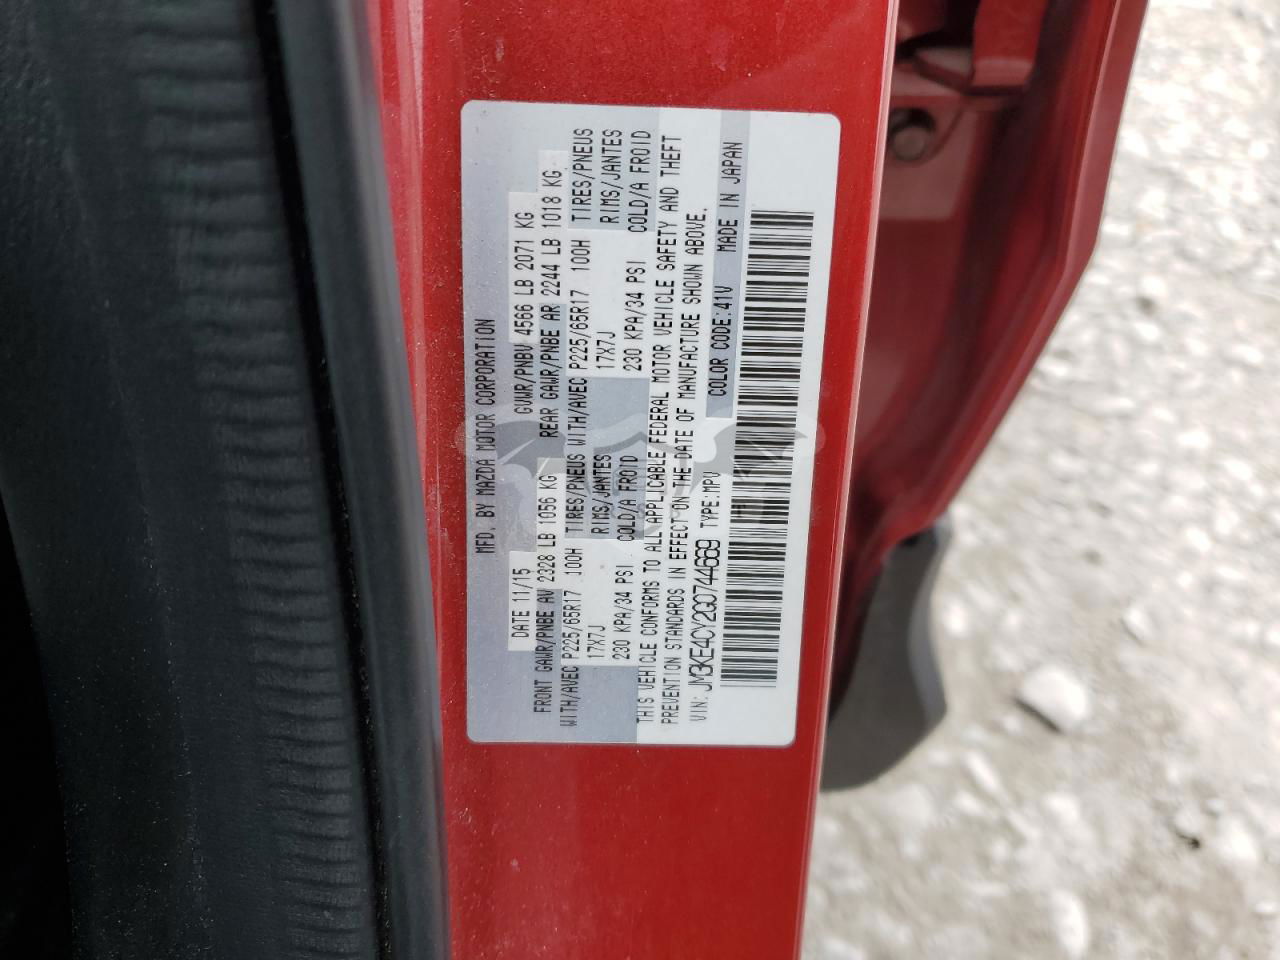 MFD. BY MAZDA MOTOR CORPORATION
DATE 11/15 GVWR/PNBV 4566 LB 2071 KG
FRONT GAWR/PNBE AV 2328 LB 1056 KG REAR GAWR/PNBE AR 2244 LB 1018 KG
WITH/AVEC P225/65R17 100H TIRES/PNEUS WITH/AVEC P225/65R17 100H TIRES/PNEUS
17X7J RIMS/JANTES 17X7J RIMS/JANTES
230 KPA/34 PSI COLD/A FROID 230 KPA/34 PSI COLD/A FROID
THIS VEHICLE CONFORMS TO ALL APPLICABLE FEDERAL MOTOR VEHICLE SAFETY AND THEFT
PREVENTION STANDARDS IN EFFECT ON THE DATE OF MANUFACTURE SHOWN ABOVE.
VIN: JM3KE4CY2G0744669 TYPE:MPV COLOR CODE:41V MADE IN JAPAN